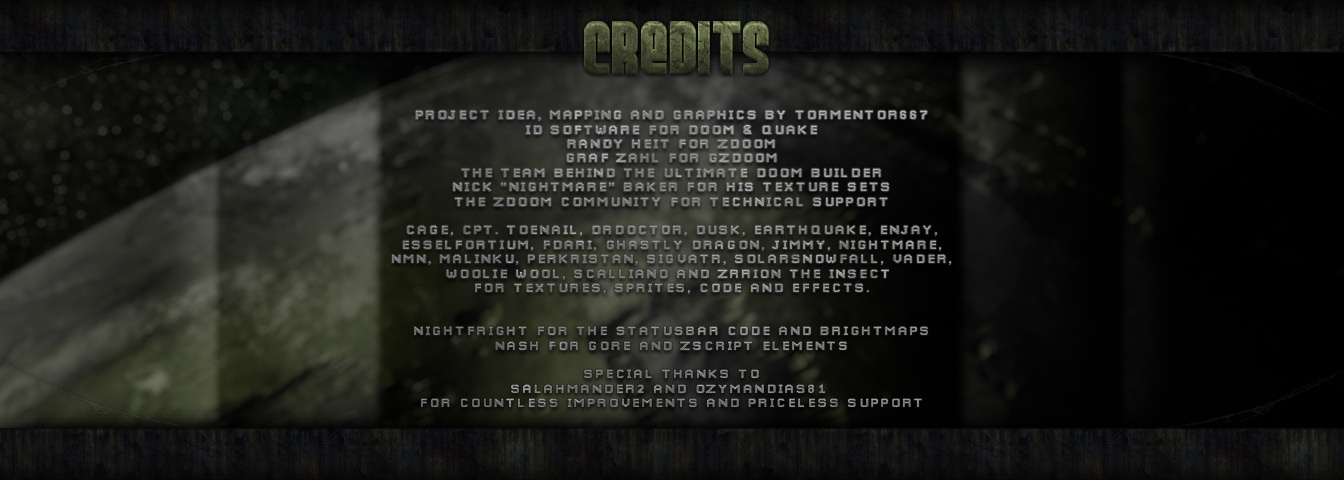 CREDITS
PROJECT IDEA, MAPPING AND GRAPHICS BY TORMENTOR667
ID SOFTWARE FOR DOOM & QUAKE
RANDY HEIT FOR ZDOOM
GRAF ZAHL FOR GZDOOM
THE TEAM BEHIND THE ULTIMATE DOOM BUILDER
NICK "NIGHTMARE" BAKER FOR HIS TEXTURE SETS
THE ZDOOM COMMUNITY FOR TECHNICAL SUPPORT
CAGE, CPT. TOENAIL, DRDOCTOR, DUSK, EARTHQUAKE, ENJAY,
ESSELFORTIUM, FDARI, GHASTLY DRAGON, JIMMY, NIGHTMARE,
NMN, MALINKU, PERKRISTAN, SIGVATR, SOLARSNOWFALL, VADER,
WOOLIE WOOL, SCALLIANO AND ZRRION THE INSECT
FOR TEXTURES, SPRITES, CODE AND EFFECTS.
NIGHTFRIGHT FOR THE STATUSBAR CODE AND BRIGHTMAPS
NASH FOR GORE AND ZSCRIPT ELEMENTS
SPECIAL THANKS TO
SALAHMANDER2 AND OZYMANDIAS81
FOR COUNTLESS IMPROVEMENTS AND PRICELESS SUPPORT